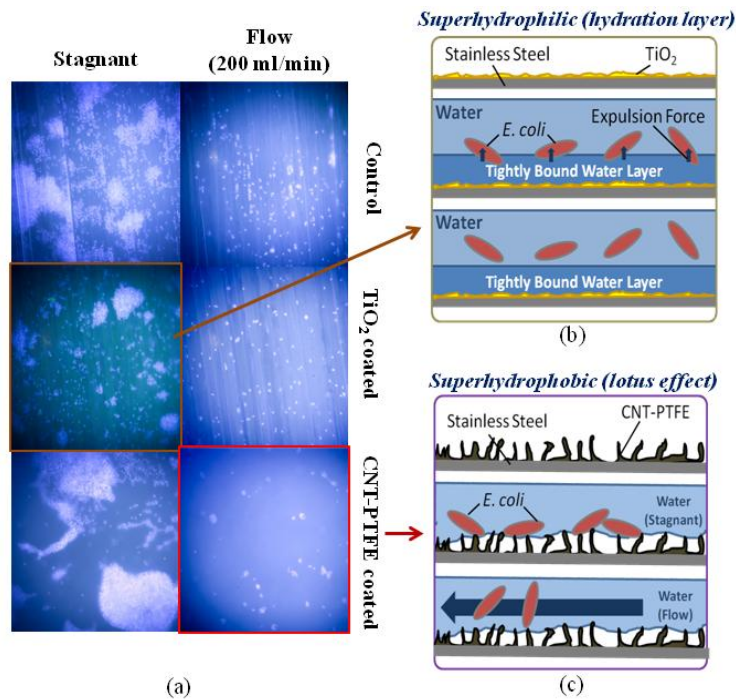 Stagnant
Flow
(200 ml/min)
Control
TiO₂ coated
CNT-PTFE coated
(a)
Superhydrophilic (hydration layer)
Stainless Steel
TiO₂
Water
E. coli
Expulsion Force
Tightly Bound Water Layer
Water
Tightly Bound Water Layer
(b)
Superhydrophobic (lotus effect)
Stainless Steel
CNT-PTFE
E. coli
Water
(Stagnant)
Water
(Flow)
(c)